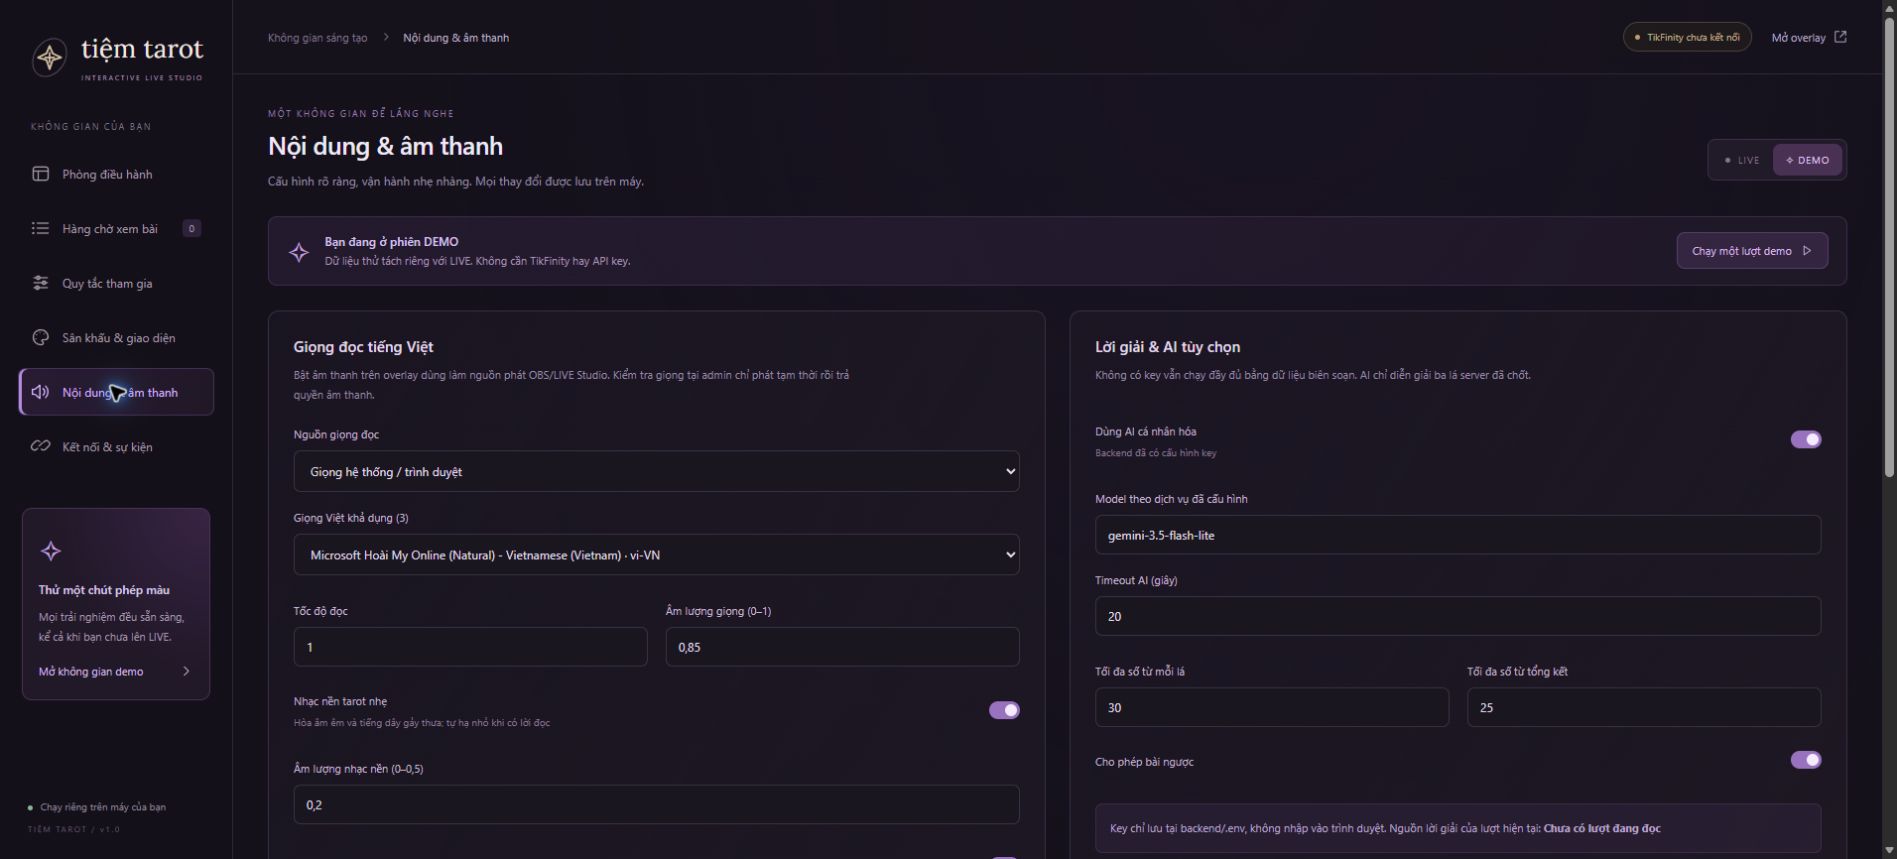 tiệm tarot
INTERACTIVE LIVE STUDIO
KHÔNG GIAN CỦA BẠN
Phòng điều hành
Hàng chờ xem bài
0
Quy tắc tham gia
Sân khấu & giao diện
Nội dung âm thanh
Kết nối & sự kiện
Thử một chút phép màu
Mọi trải nghiệm đều sẵn sàng,
kể cả khi bạn chưa lên LIVE.
Mở không gian demo
Chạy riêng trên máy của bạn
TIỆM TAROT / v1.0
Không gian sáng tạo
Nội dung & âm thanh
TikFinity chưa kết nối
Mở overlay
MỘT KHÔNG GIAN ĐỂ LẮNG NGHE
Nội dung & âm thanh
Cấu hình rõ ràng, vận hành nhẹ nhàng. Mọi thay đổi được lưu trên máy.
LIVE
DEMO
Bạn đang ở phiên DEMO
Dữ liệu thử tách riêng với LIVE. Không cần TikFinity hay API key.
Chạy một lượt demo
Giọng đọc tiếng Việt
Bật âm thanh trên overlay dùng làm nguồn phát OBS/LIVE Studio. Kiểm tra giọng tại admin chỉ phát tạm thời rồi trả
quyền âm thanh.
Nguồn giọng đọc
Giọng hệ thống / trình duyệt
Giọng Việt khả dụng (3)
Microsoft Hoài My Online (Natural) - Vietnamese (Vietnam) · vi-VN
Tốc độ đọc
Âm lượng giọng (0–1)
1
0,85
Nhạc nền tarot nhẹ
Hòa âm êm và tiếng dây gảy thưa; tự hạ nhỏ khi có lời đọc
Âm lượng nhạc nền (0–0,5)
0,2
Lời giải & AI tùy chọn
Không có key vẫn chạy đầy đủ bằng dữ liệu biên soạn. AI chỉ diễn giải ba lá server đã chốt.
Dùng AI cá nhân hóa
Backend đã có cấu hình key
Model theo dịch vụ đã cấu hình
gemini-3.5-flash-lite
Timeout AI (giây)
20
Tối đa số từ mỗi lá
Tối đa số từ tổng kết
30
25
Cho phép bài ngược
Key chỉ lưu tại backend/.env, không nhập vào trình duyệt. Nguồn lời giải của lượt hiện tại: Chưa có lượt đang đọc